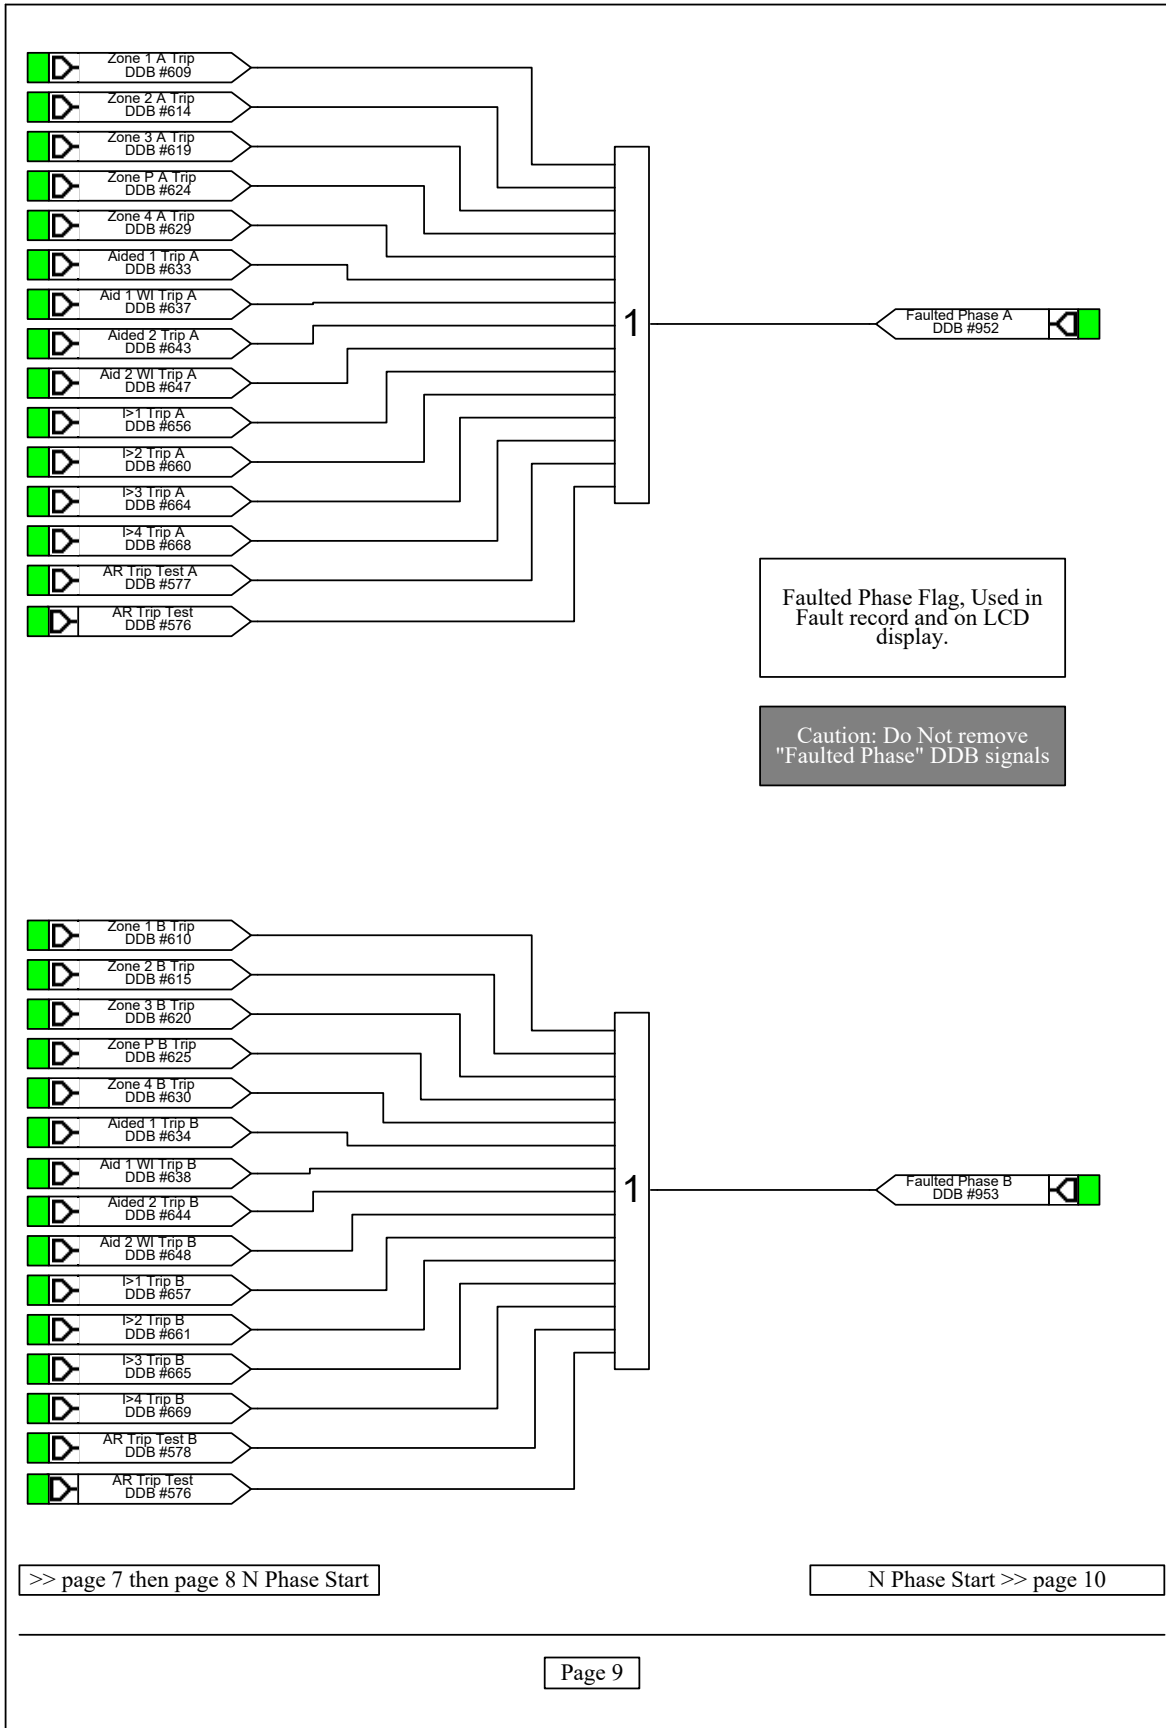 Zone 1 A Trip
DDB #609
Zone 2 A Trip
DDB #614
Zone 3 A Trip
DDB #619
Zone P A Trip
DDB #624
Zone 4 A Trip
DDB #629
Aided 1 Trip A
DDB #633
Aid 1 WI Trip A
DDB #637
Aided 2 Trip A
DDB #643
Aid 2 WI Trip A
DDB #647
I>1 Trip A
DDB #656
I>2 Trip A
DDB #660
I>3 Trip A
DDB #664
I>4 Trip A
DDB #668
AR Trip Test A
DDB #577
AR Trip Test
DDB #576
1
Faulted Phase A
DDB #952
Faulted Phase Flag, Used in
Fault record and on LCD
display.
Caution: Do Not remove
"Faulted Phase" DDB signals
Zone 1 B Trip
DDB #610
Zone 2 B Trip
DDB #615
Zone 3 B Trip
DDB #620
Zone P B Trip
DDB #625
Zone 4 B Trip
DDB #630
Aided 1 Trip B
DDB #634
Aid 1 WI Trip B
DDB #638
Aided 2 Trip B
DDB #644
Aid 2 WI Trip B
DDB #648
I>1 Trip B
DDB #657
I>2 Trip B
DDB #661
I>3 Trip B
DDB #665
I>4 Trip B
DDB #669
AR Trip Test B
DDB #578
AR Trip Test
DDB #576
1
Faulted Phase B
DDB #953
>> page 7 then page 8 N Phase Start
N Phase Start >> page 10
Page 9